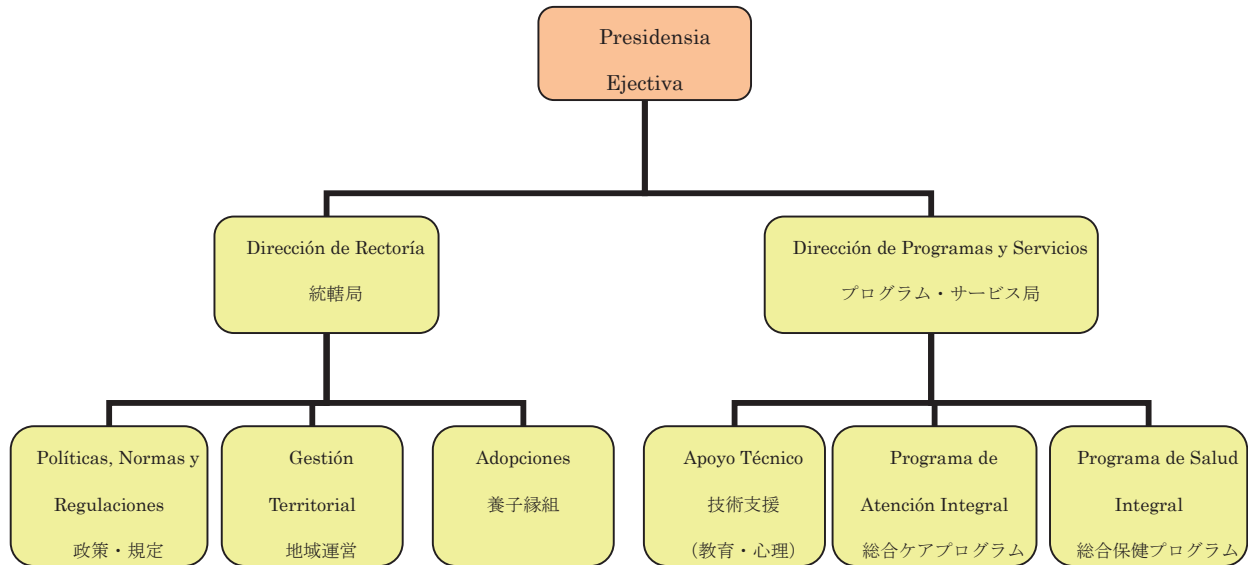 Presidensia
Ejectiva
Dirección de Rectoría
統轄局
Dirección de Programas y Servicios
プログラム・サービス局
Políticas, Normas y
Regulaciones
政策・規定
Gestión
Territorial
地域運営
Adopciones
養子縁組
Apoyo Técnico
技術支援
（教育・心理）
Programa de
Atención Integral
総合ケアプログラム
Programa de Salud
Integral
総合保健プログラム